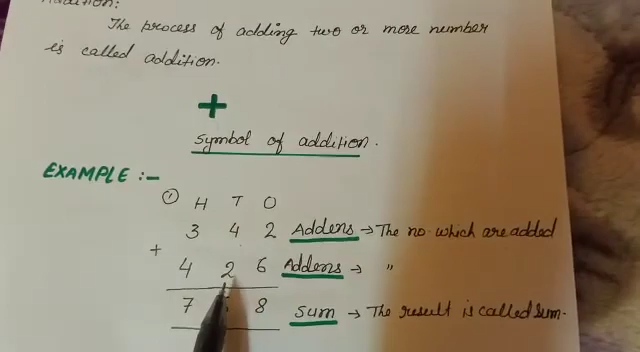 Addition:
The process of adding two or more number
is called addition.
+
Symbol of addition.
EXAMPLE :-
① H T O
3 4 2 Addens → The no. which are added
+
4 2 6 Addens → "
7 8 Sum → The result is called sum.